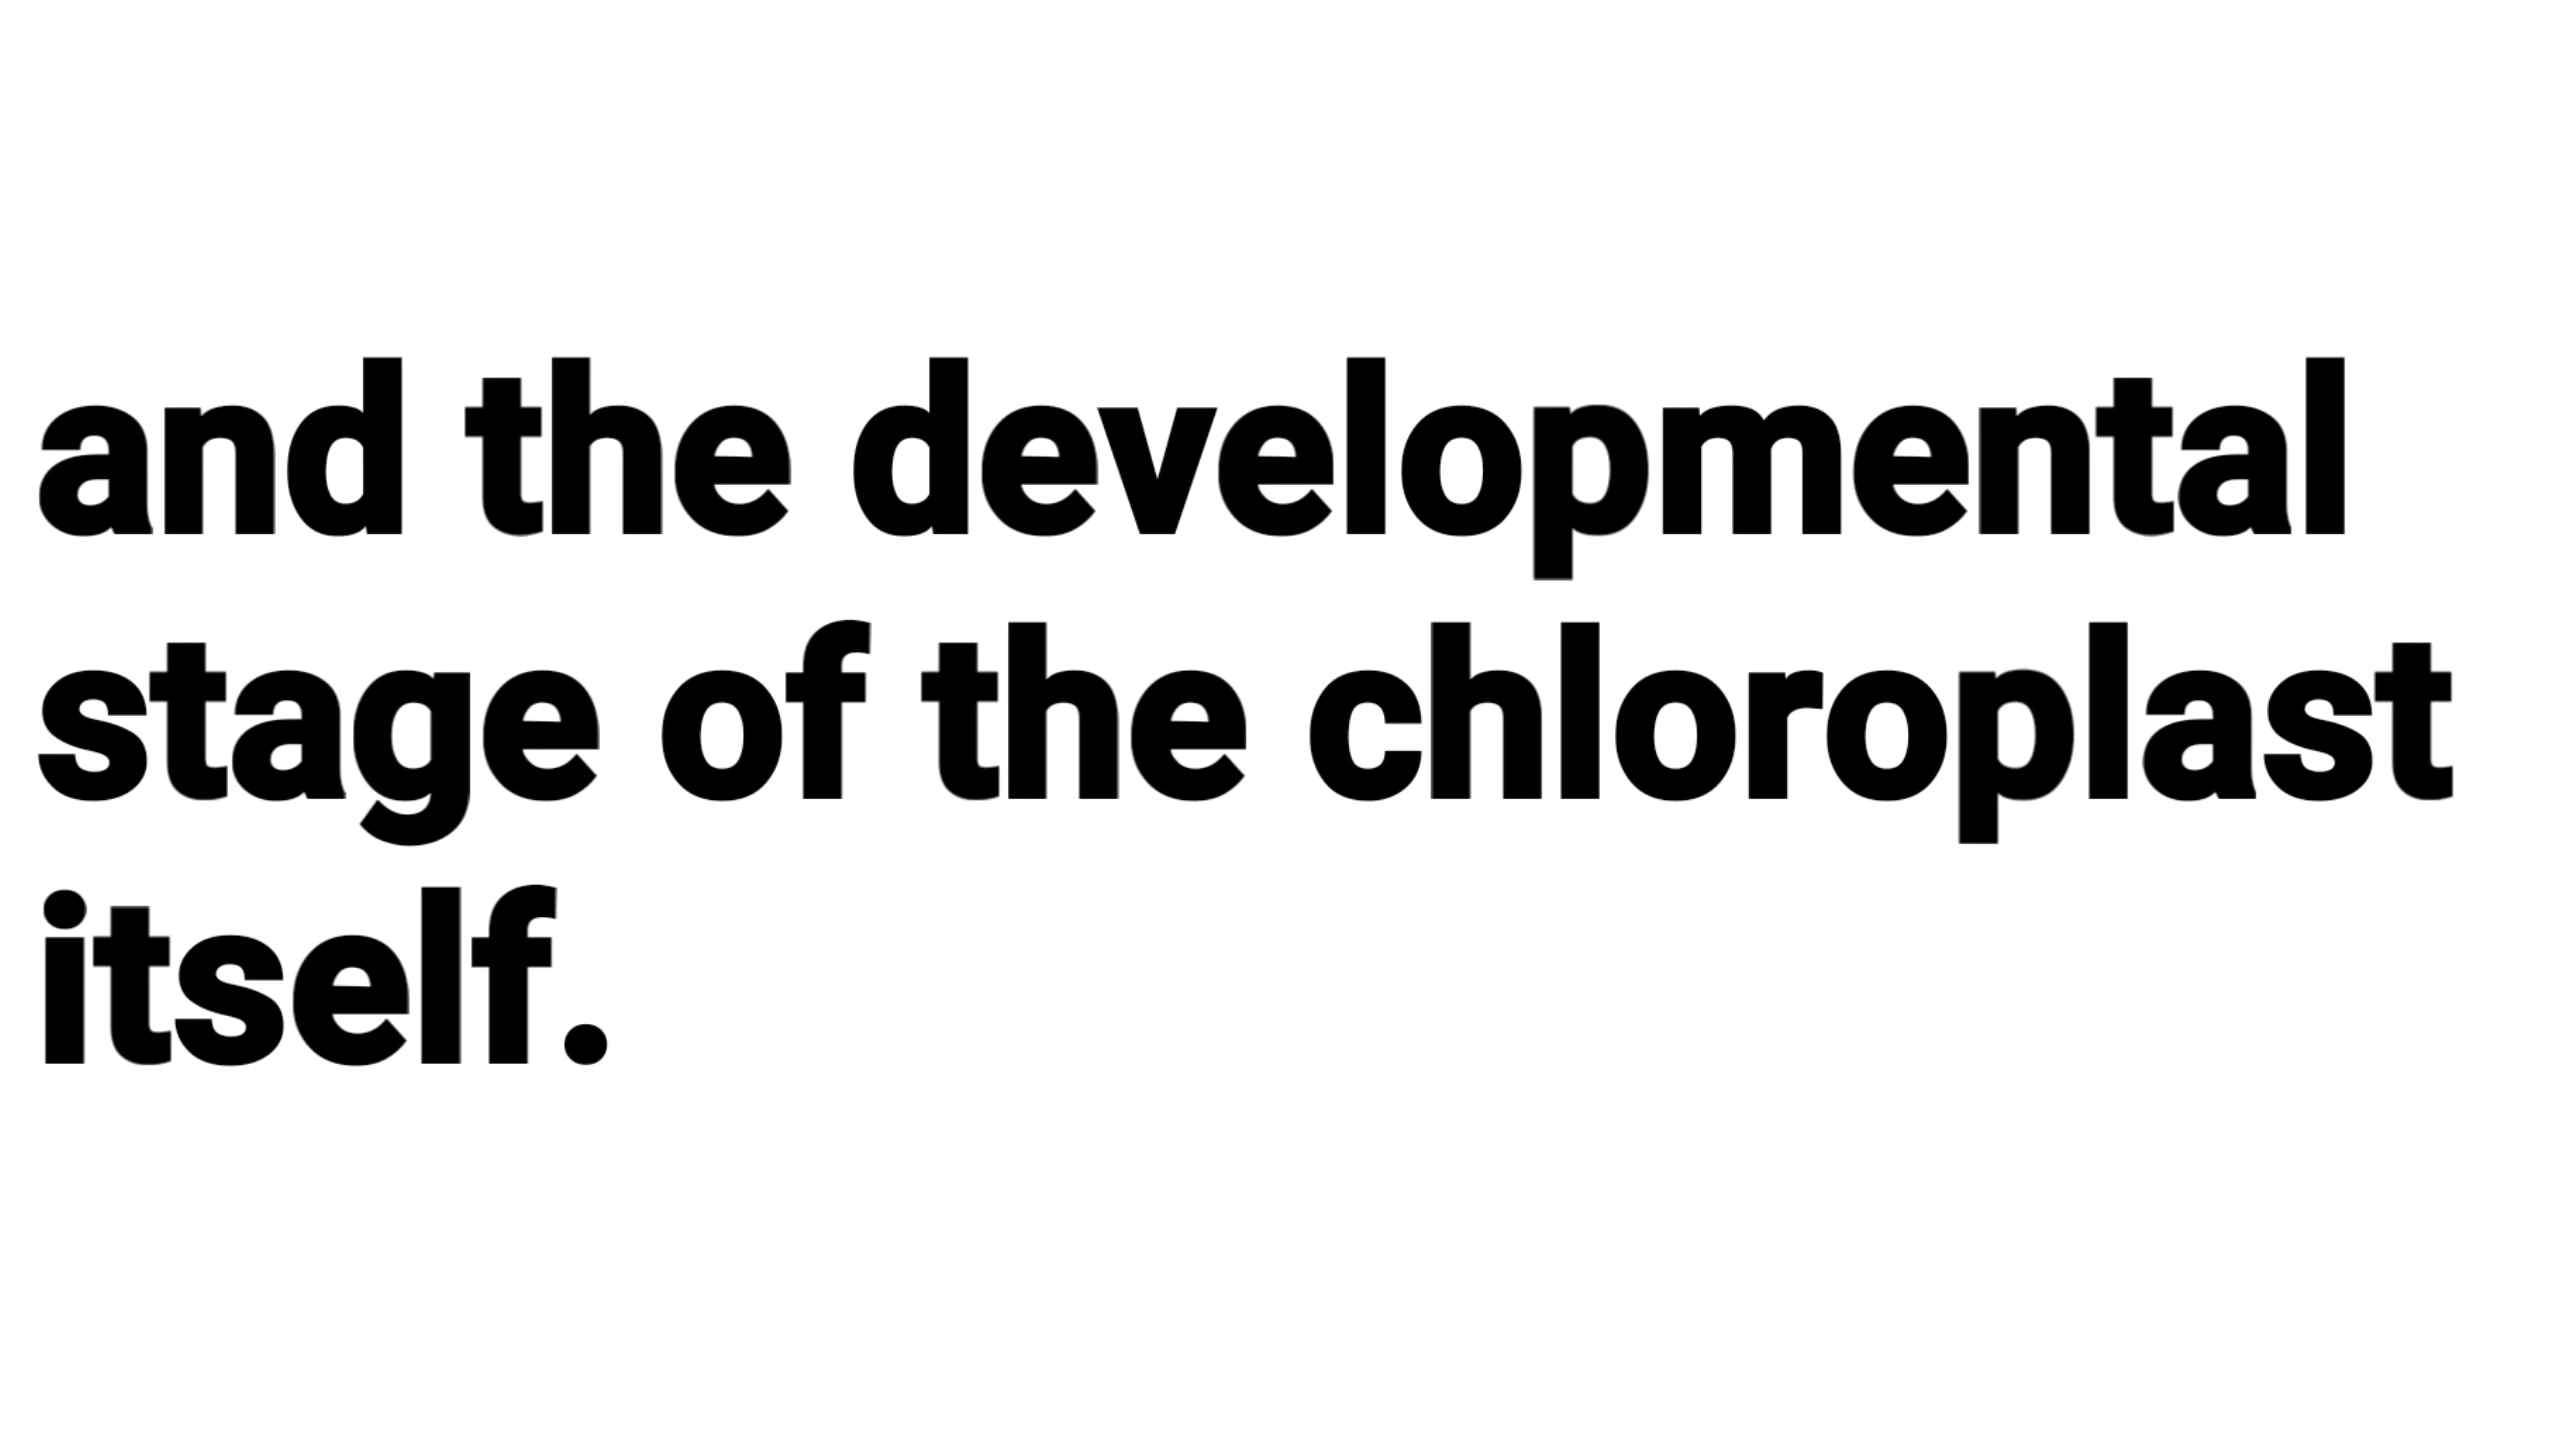 and the developmental
stage of the chloroplast
itself.